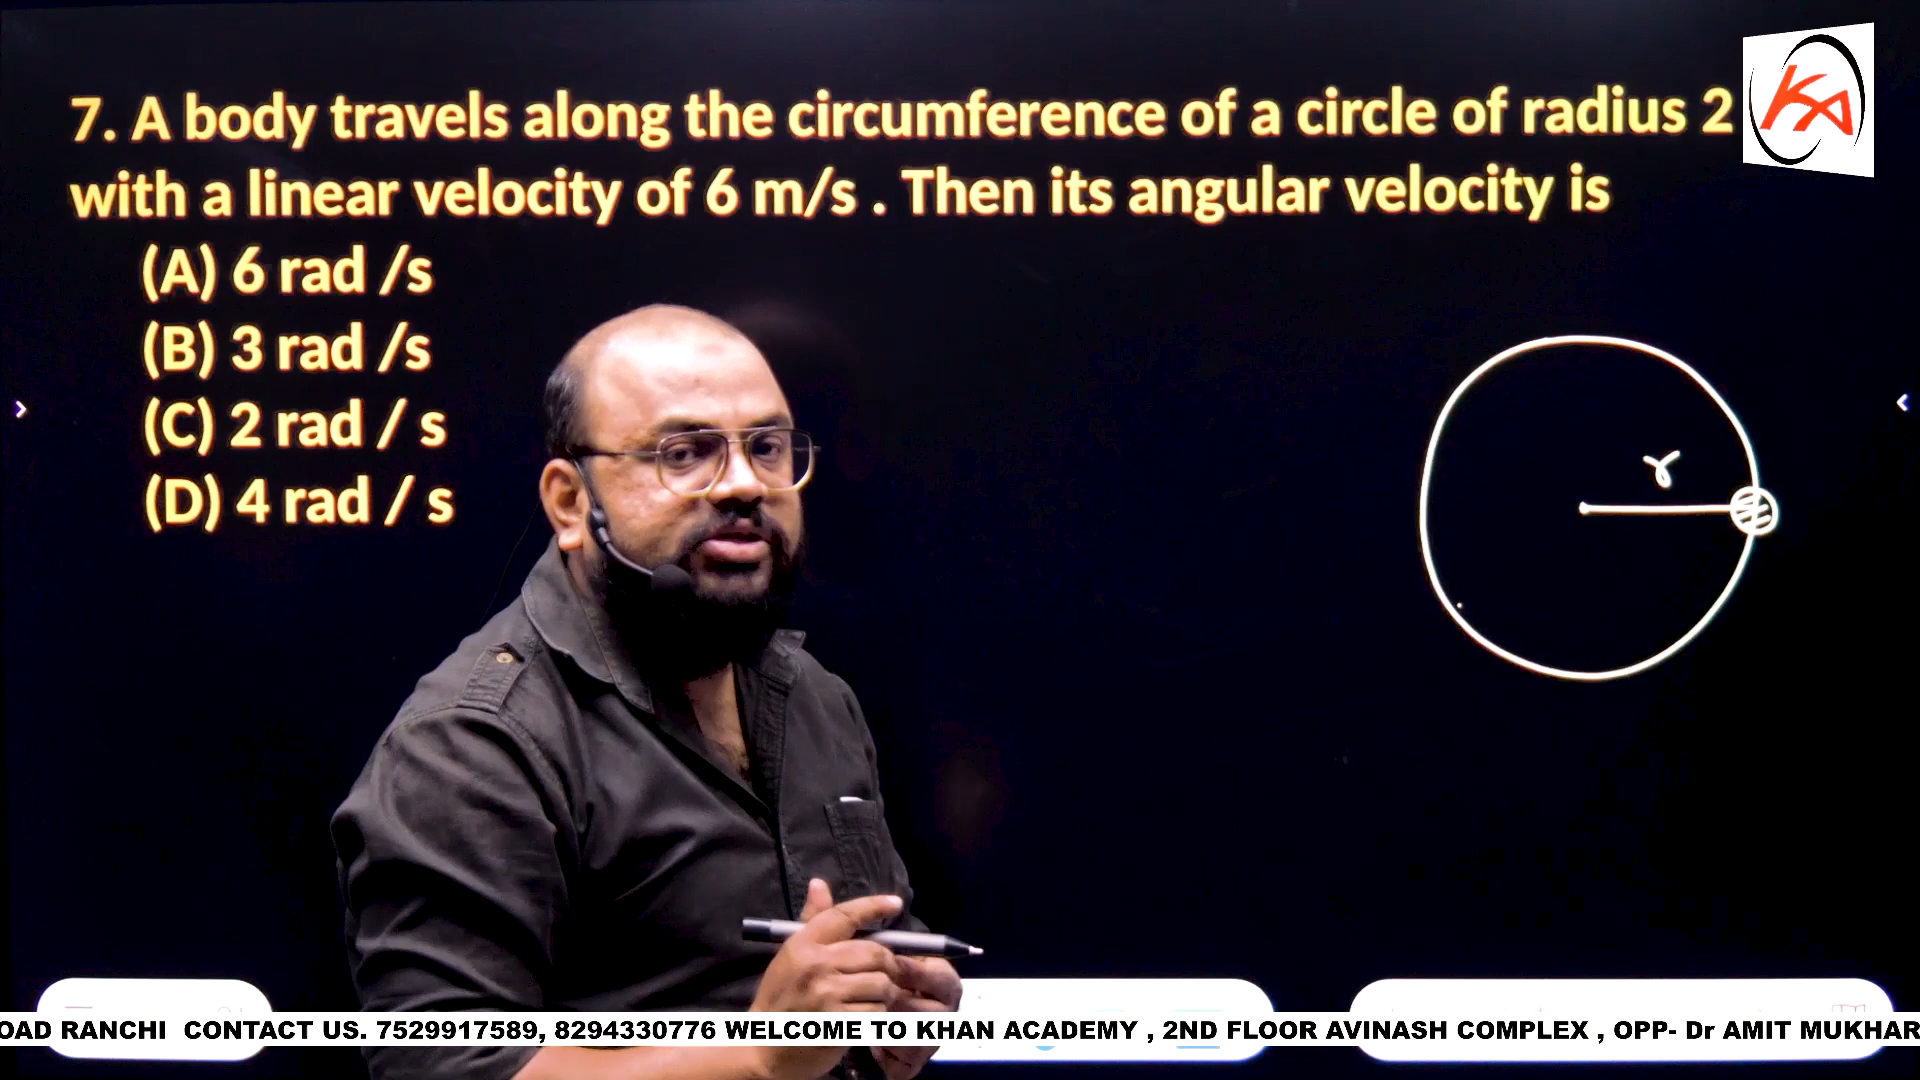 7. A body travels along the circumference of a circle of radius 2
with a linear velocity of 6 m/s . Then its angular velocity is
(A) 6 rad /s
(B) 3 rad /s
(C) 2 rad / s
(D) 4 rad / s
KA
r
OAD RANCHI CONTACT US. 7529917589, 8294330776 WELCOME TO KHAN ACADEMY , 2ND FLOOR AVINASH COMPLEX , OPP- Dr AMIT MUKHAR